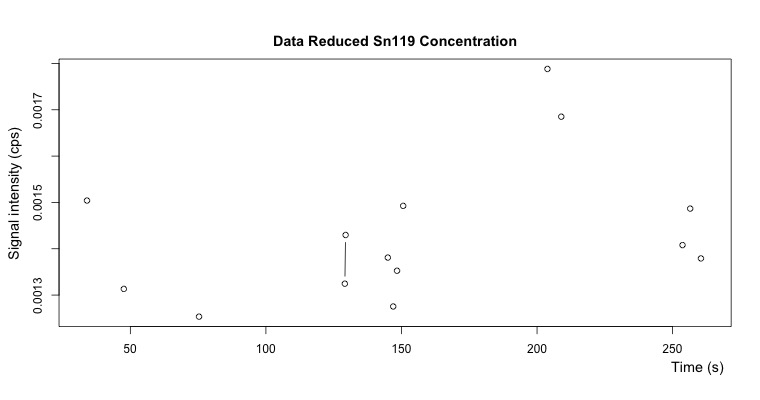 Data Reduced Sn119 Concentration
Signal intensity (cps)
0.0017
0.0015
0.0013
50 100 150 200 250
Time (s)